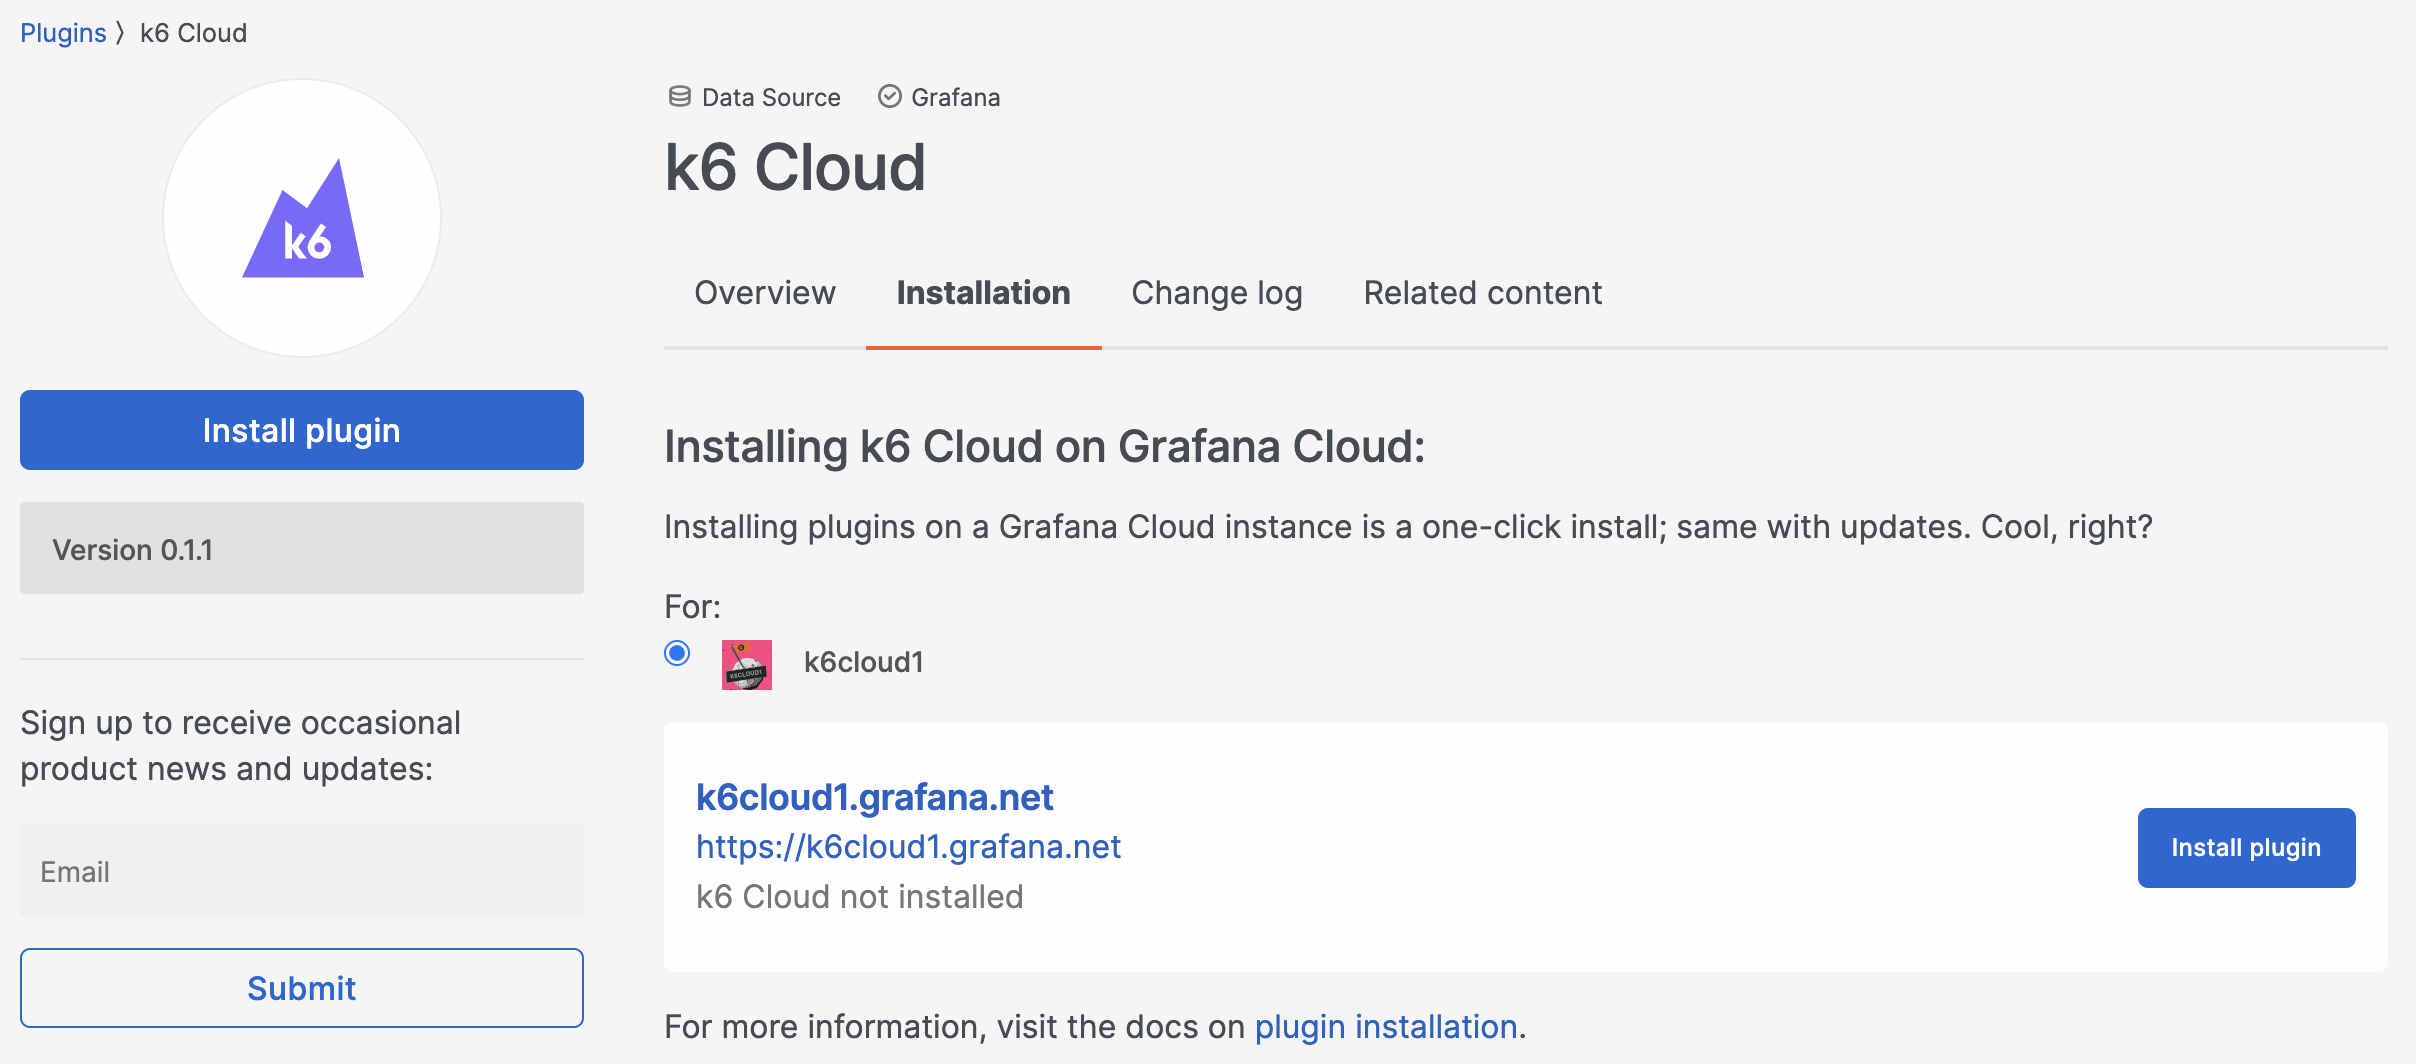 Plugins 〉 k6 Cloud
k6
Install plugin
Version 0.1.1
Sign up to receive occasional
product news and updates:
Email
Submit
Data Source Grafana
k6 Cloud
Overview Installation Change log Related content
Installing k6 Cloud on Grafana Cloud:
Installing plugins on a Grafana Cloud instance is a one-click install; same with updates. Cool, right?
For:
K6CLOUD1
k6cloud1
k6cloud1.grafana.net
https://k6cloud1.grafana.net
k6 Cloud not installed
Install plugin
For more information, visit the docs on plugin installation.